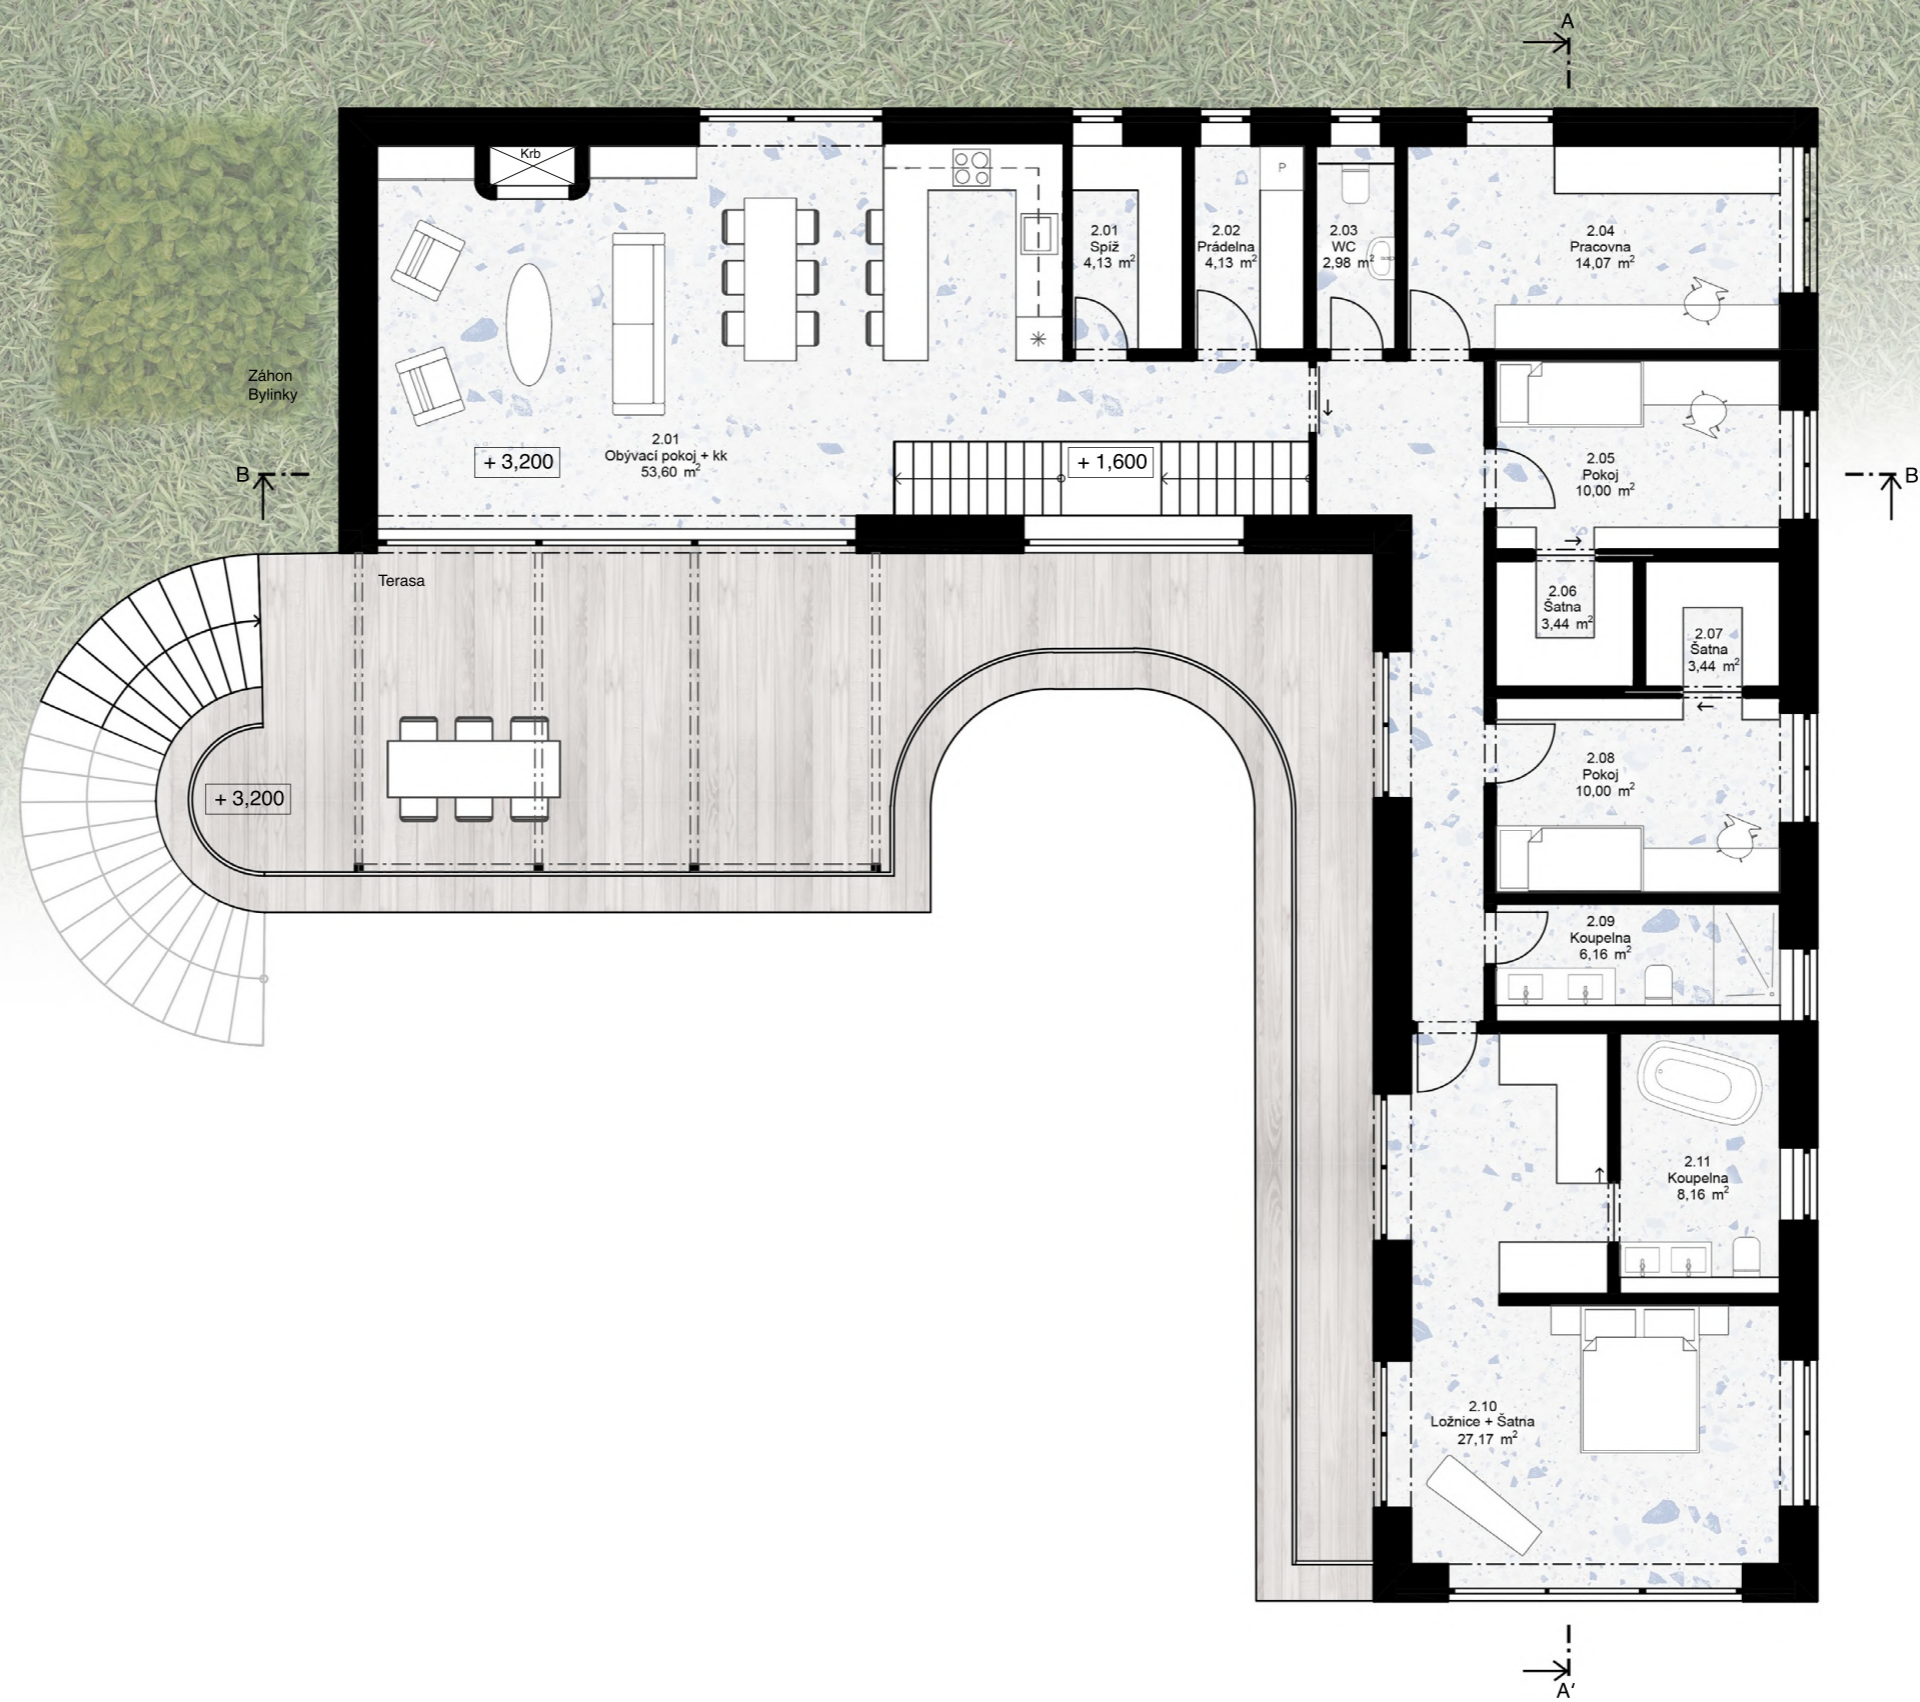 A
Krb
P
2.01
Spíž
4,13 m²
2.02
Prádelna
4,13 m²
2.03
WC
2,98 m²
2.04
Pracovna
14,07 m²
Záhon
Bylinky
2.01
Obývací pokoj + kk
53,60 m²
+ 3,200
+ 1,600
B
B'
2.05
Pokoj
10,00 m²
Terasa
2.06
Šatna
3,44 m²
2.07
Šatna
3,44 m²
2.08
Pokoj
10,00 m²
+ 3,200
2.09
Koupelna
6,16 m²
2.11
Koupelna
8,16 m²
2.10
Ložnice + Šatna
27,17 m²
A'